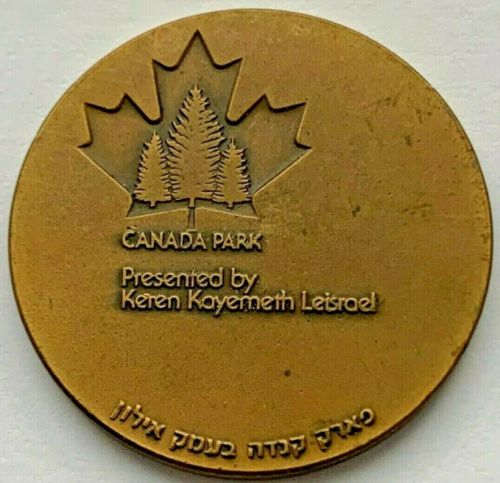 CANADA PARK
Presented by
Keren Kayemeth Leisrael
פארק קנדה בעמק אילון